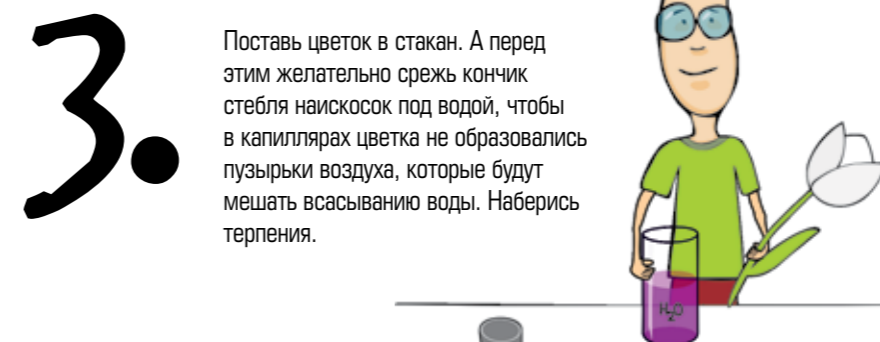 3.
Поставь цветок в стакан. А перед
этим желательно срежь кончик
стебля наискосок под водой, чтобы
в капиллярах цветка не образовались
пузырьки воздуха, которые будут
мешать всасыванию воды. Наберись
терпения.
H₂O